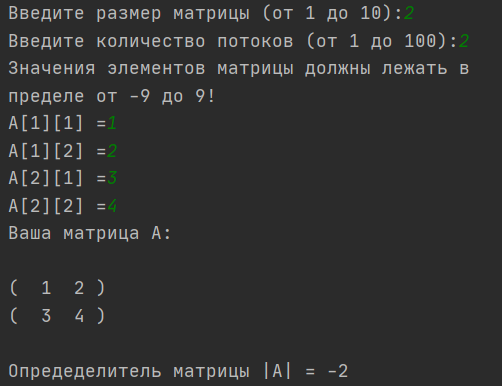 Введите размер матрицы (от 1 до 10):2
Введите количество потоков (от 1 до 100):2
Значения элементов матрицы должны лежать в
пределе от -9 до 9!
A[1][1] =1
A[1][2] =2
A[2][1] =3
A[2][2] =4
Ваша матрица A:
(  1  2 )
(  3  4 )
Опредеделитель матрицы |A| = -2